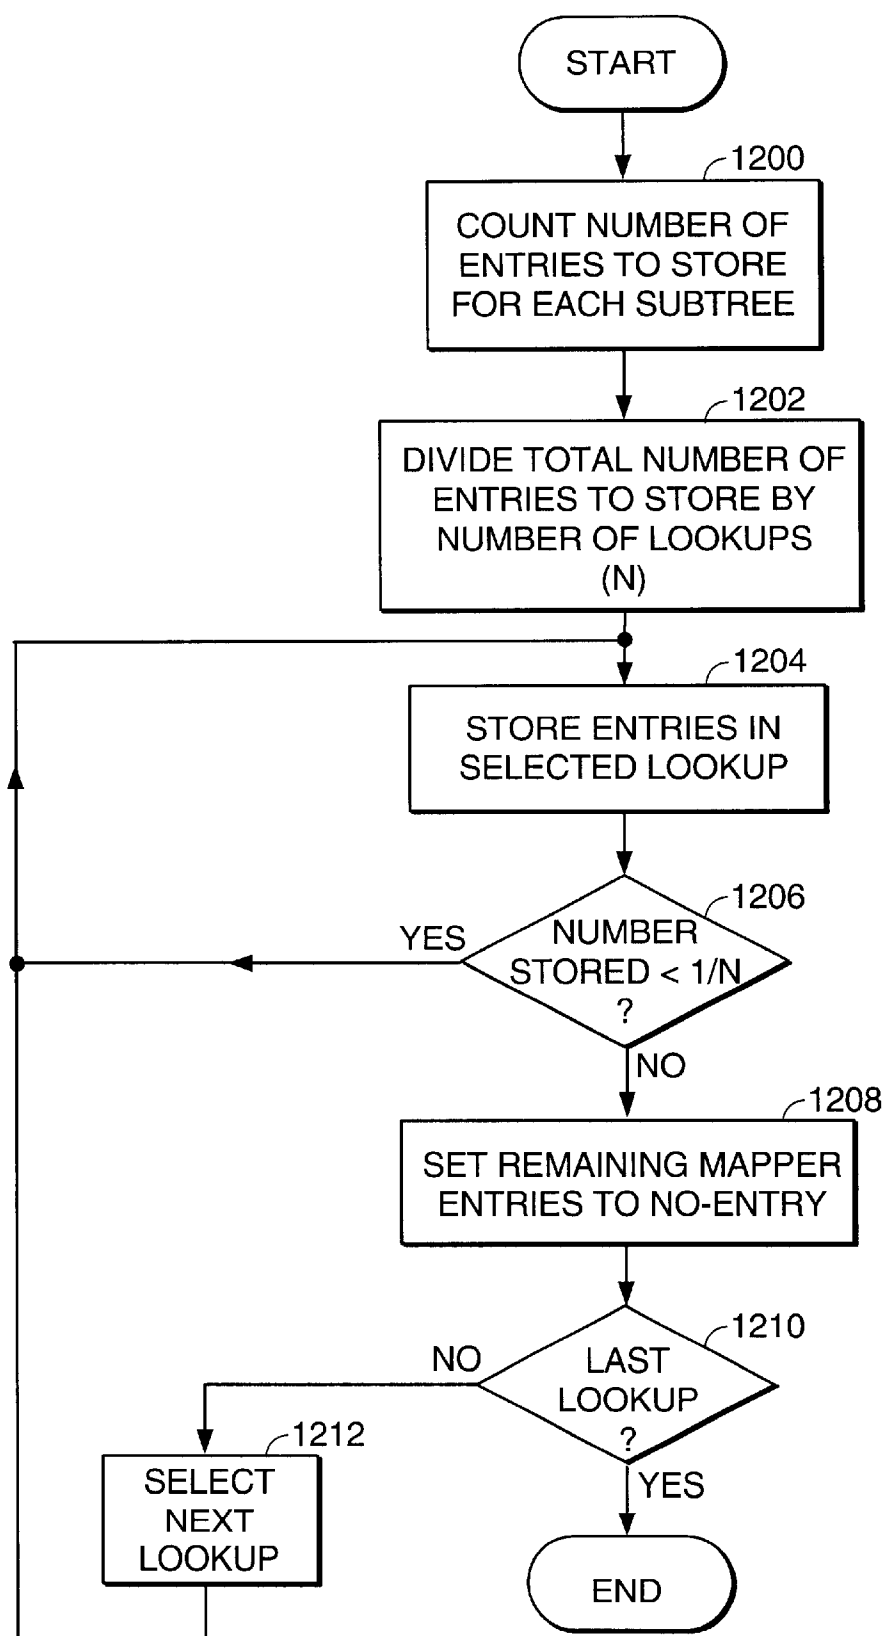 START
1200
COUNT NUMBER OF
ENTRIES TO STORE
FOR EACH SUBTREE
1202
DIVIDE TOTAL NUMBER OF
ENTRIES TO STORE BY
NUMBER OF LOOKUPS
(N)
1204
STORE ENTRIES IN
SELECTED LOOKUP
1206
YES
NUMBER
STORED < 1/N
?
NO
1208
SET REMAINING MAPPER
ENTRIES TO NO-ENTRY
1210
NO
LAST
LOOKUP
?
1212
YES
SELECT
NEXT
LOOKUP
END